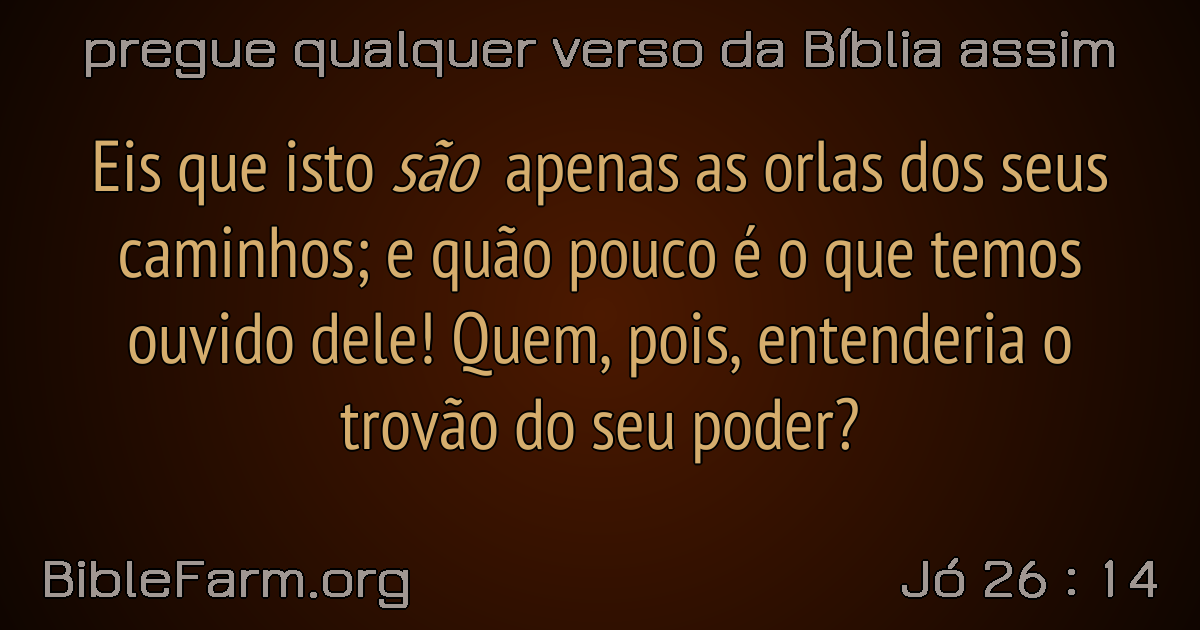 pregue qualquer verso da Bíblia assim
Eis que isto são apenas as orlas dos seus
caminhos; e quão pouco é o que temos
ouvido dele! Quem, pois, entenderia o
trovão do seu poder?
BibleFarm.org
Jó 26 : 14